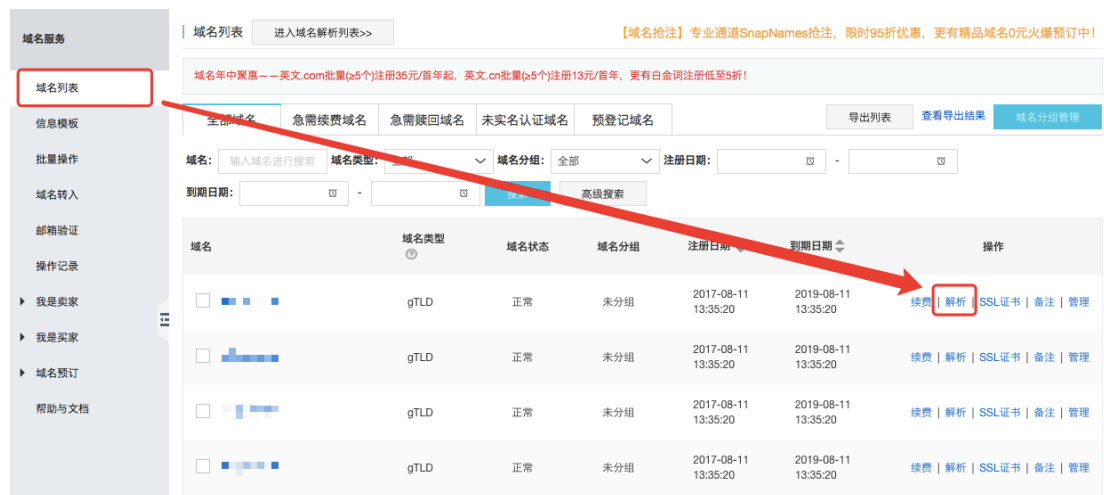 域名服务
域名列表
信息模板
批量操作
域名转入
邮箱验证
操作记录
我是卖家
我是买家
域名预订
帮助与文档
域名列表 进入域名解析列表>> 【域名抢注】专业通道SnapNames抢注，限时95折优惠，更有精品域名0元火爆预订中！
域名年中聚惠——英文.com批量(≥5个)注册35元/首年起，英文.cn批量(≥5个)注册13元/首年，更有白金词注册低至5折！
全部域名 急需续费域名 急需赎回域名 未实名认证域名 预登记域名 导出列表 查看导出结果 域名分组管理
域名： 输入域名进行搜索 域名类型： 全部 域名分组： 全部 注册日期： -
到期日期： - 搜索 高级搜索
域名 域名类型 域名状态 域名分组 注册日期 到期日期 操作
gTLD 正常 未分组 2017-08-11 13:35:20 2019-08-11 13:35:20 续费 | 解析 | SSL证书 | 备注 | 管理
gTLD 正常 未分组 2017-08-11 13:35:20 2019-08-11 13:35:20 续费 | 解析 | SSL证书 | 备注 | 管理
gTLD 正常 未分组 2017-08-11 13:35:20 2019-08-11 13:35:20 续费 | 解析 | SSL证书 | 备注 | 管理
gTLD 正常 未分组 2017-08-11 13:35:20 2019-08-11 13:35:20 续费 | 解析 | SSL证书 | 备注 | 管理